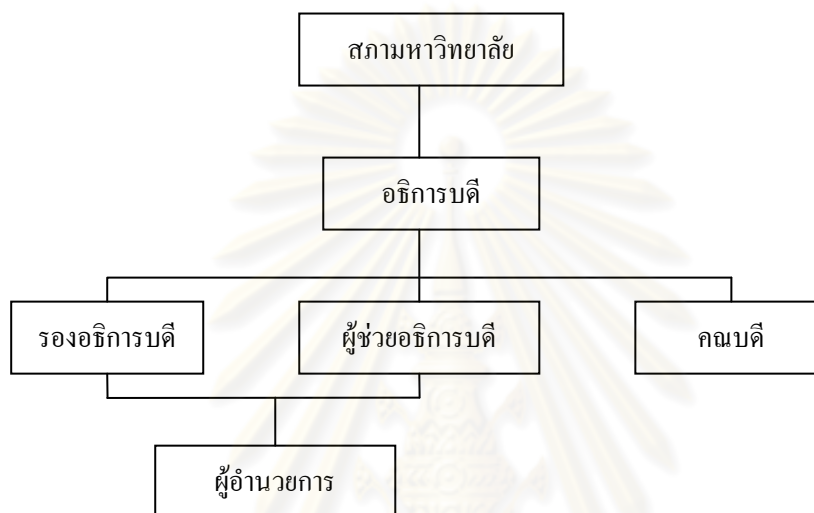 สภามหาวิทยาลัย
อธิการบดี
รองอธิการบดี
ผู้ช่วยอธิการบดี
คณบดี
ผู้อำนวยการ